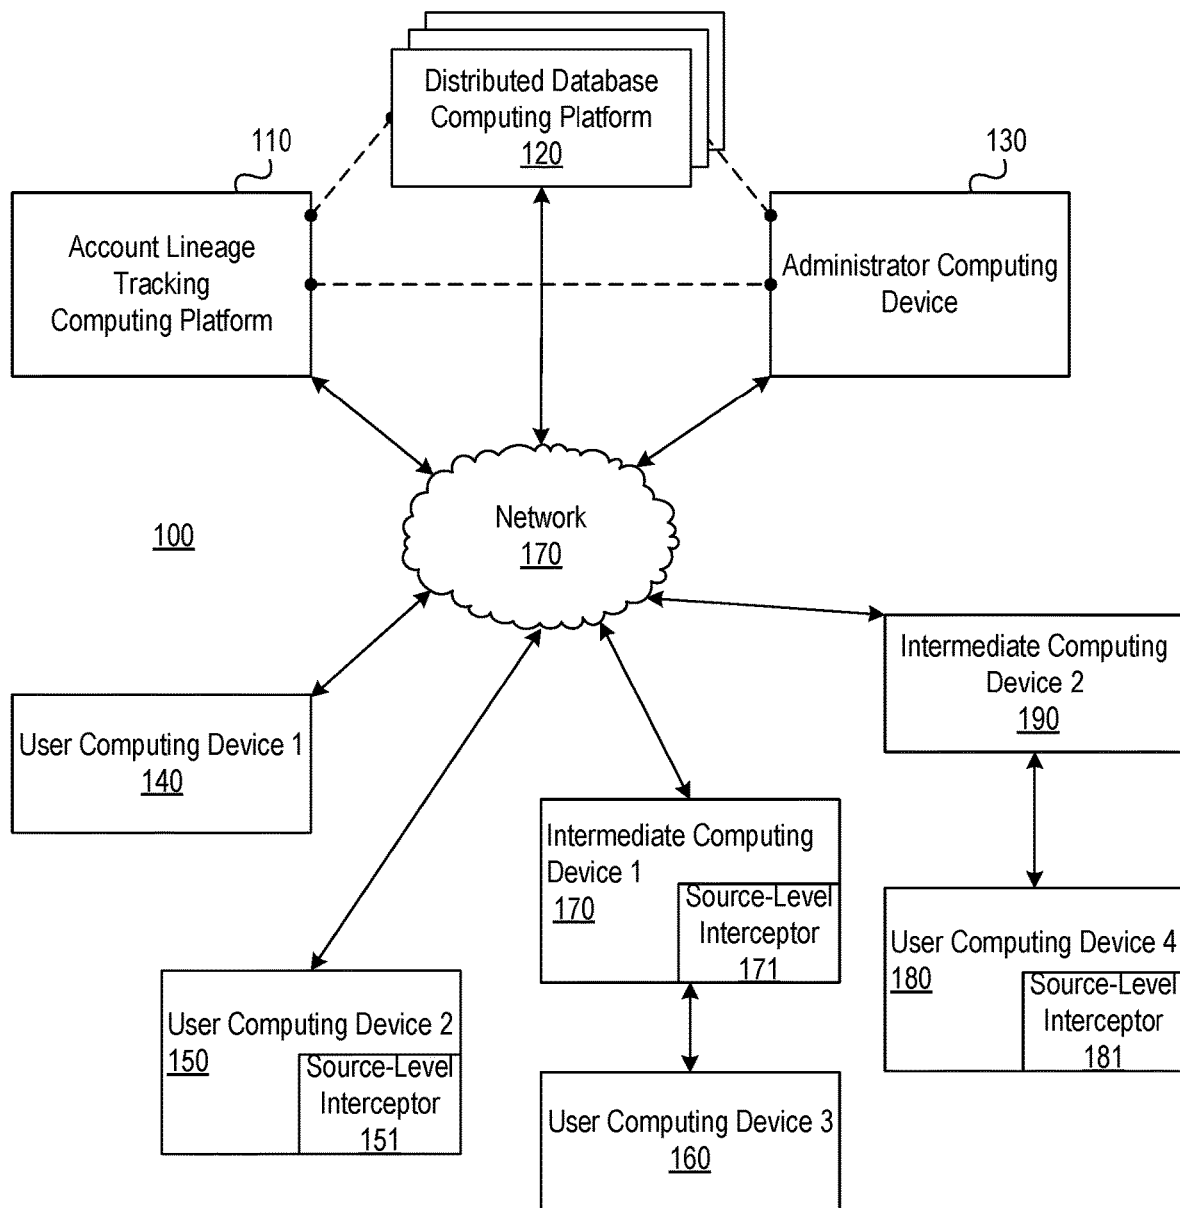 Distributed Database
Computing Platform
120
110
130
Account Lineage
Tracking
Computing Platform
Administrator Computing
Device
100
Network
170
User Computing Device 1
140
Intermediate Computing
Device 2
190
Intermediate Computing
Device 1
170
Source-Level
Interceptor
171
User Computing Device 4
180
Source-Level
Interceptor
181
User Computing Device 2
150
Source-Level
Interceptor
151
User Computing Device 3
160